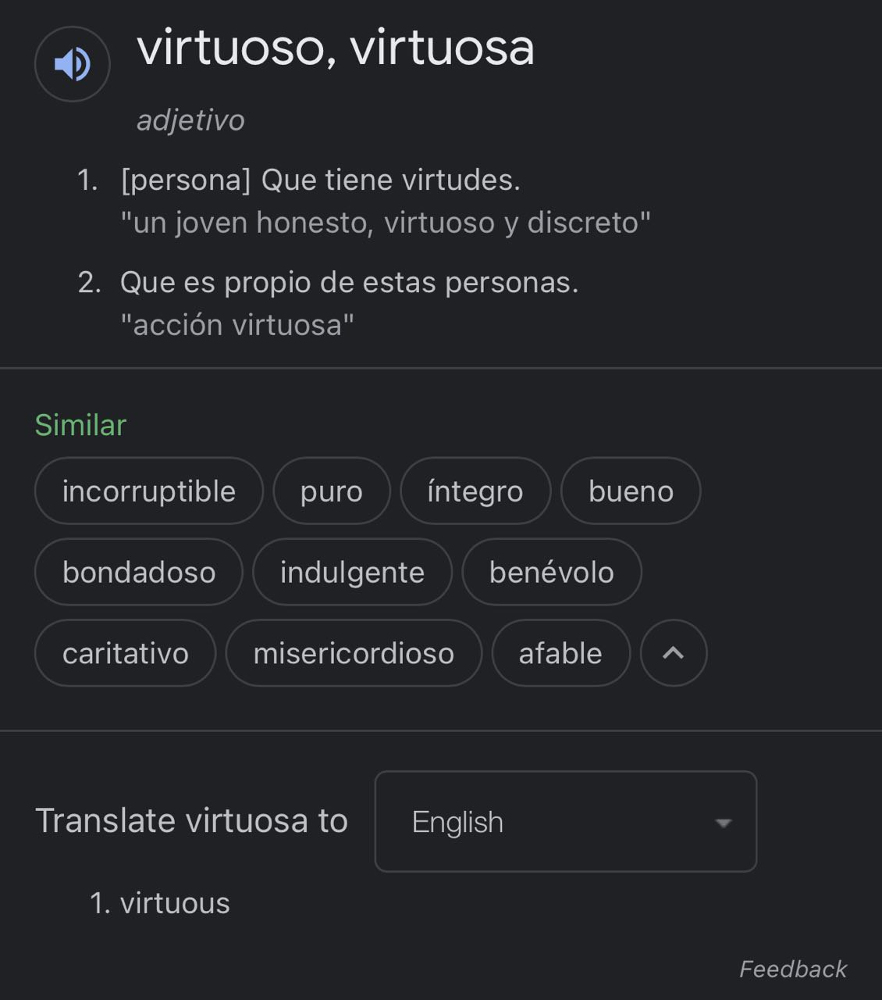 virtuoso, virtuosa
adjetivo
1. [persona] Que tiene virtudes.
"un joven honesto, virtuoso y discreto"
2. Que es propio de estas personas.
"acción virtuosa"
Similar
incorruptible puro íntegro bueno
bondadoso indulgente benévolo
caritativo misericordioso afable
Translate virtuosa to English
1. virtuous
Feedback